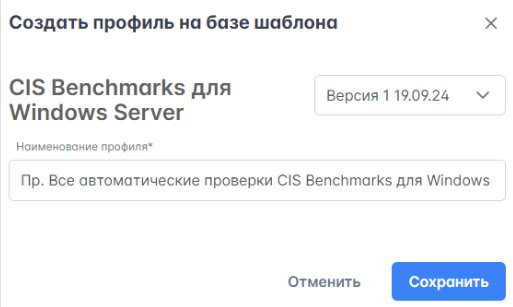 Создать профиль на базе шаблона
CIS Benchmarks для
Windows Server
Версия 1 19.09.24
Наименование профиля*
Пр. Все автоматические проверки CIS Benchmarks для Windows
Отменить
Сохранить